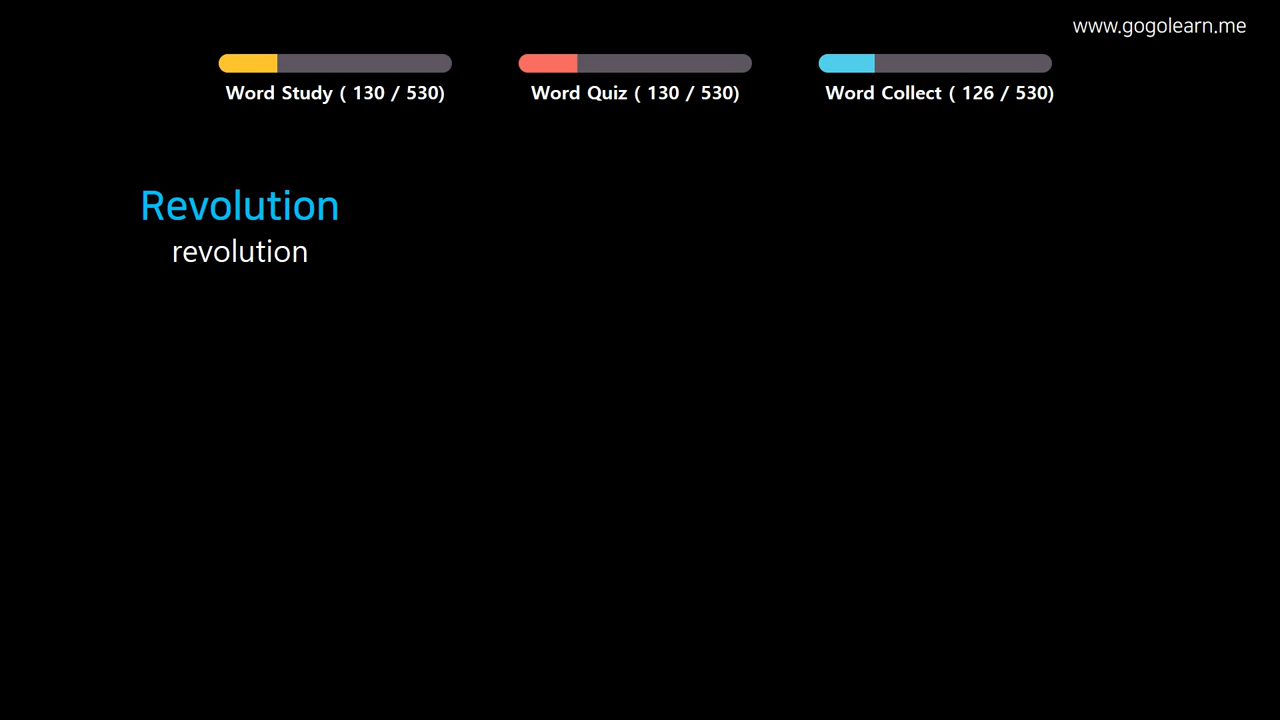 www.gogolearn.me
Word Study ( 130 / 530)
Word Quiz ( 130 / 530)
Word Collect ( 126 / 530)
Revolution
revolution